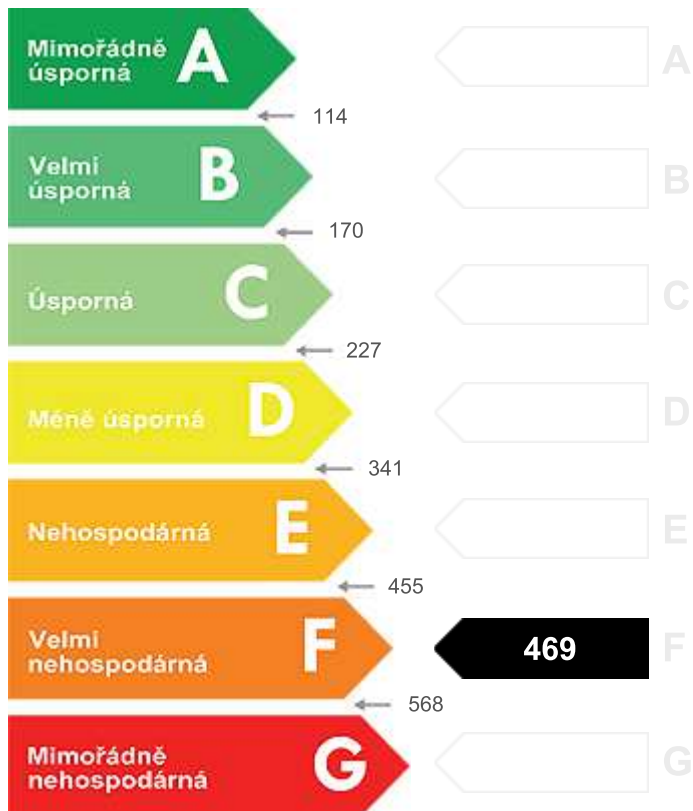 Mimořádně
úsporná
A
A
114
Velmi
úsporná
B
B
170
Úsporná
C
C
227
Méně úsporná
D
D
341
Nehospodárná
E
E
455
Velmi
nehospodárná
F
469
F
568
Mimořádně
nehospodárná
G
G